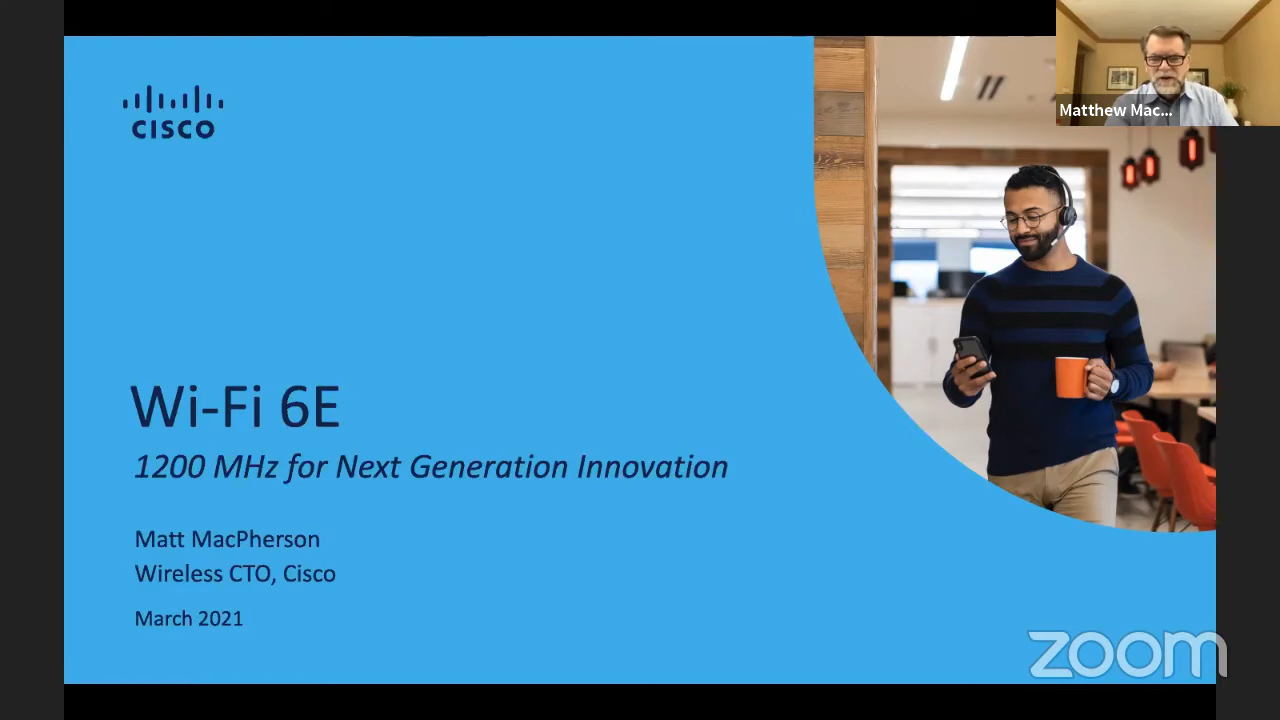 Matthew Mac...
CISCO
Wi-Fi 6E
1200 MHz for Next Generation Innovation
Matt MacPherson
Wireless CTO, Cisco
March 2021
zoom